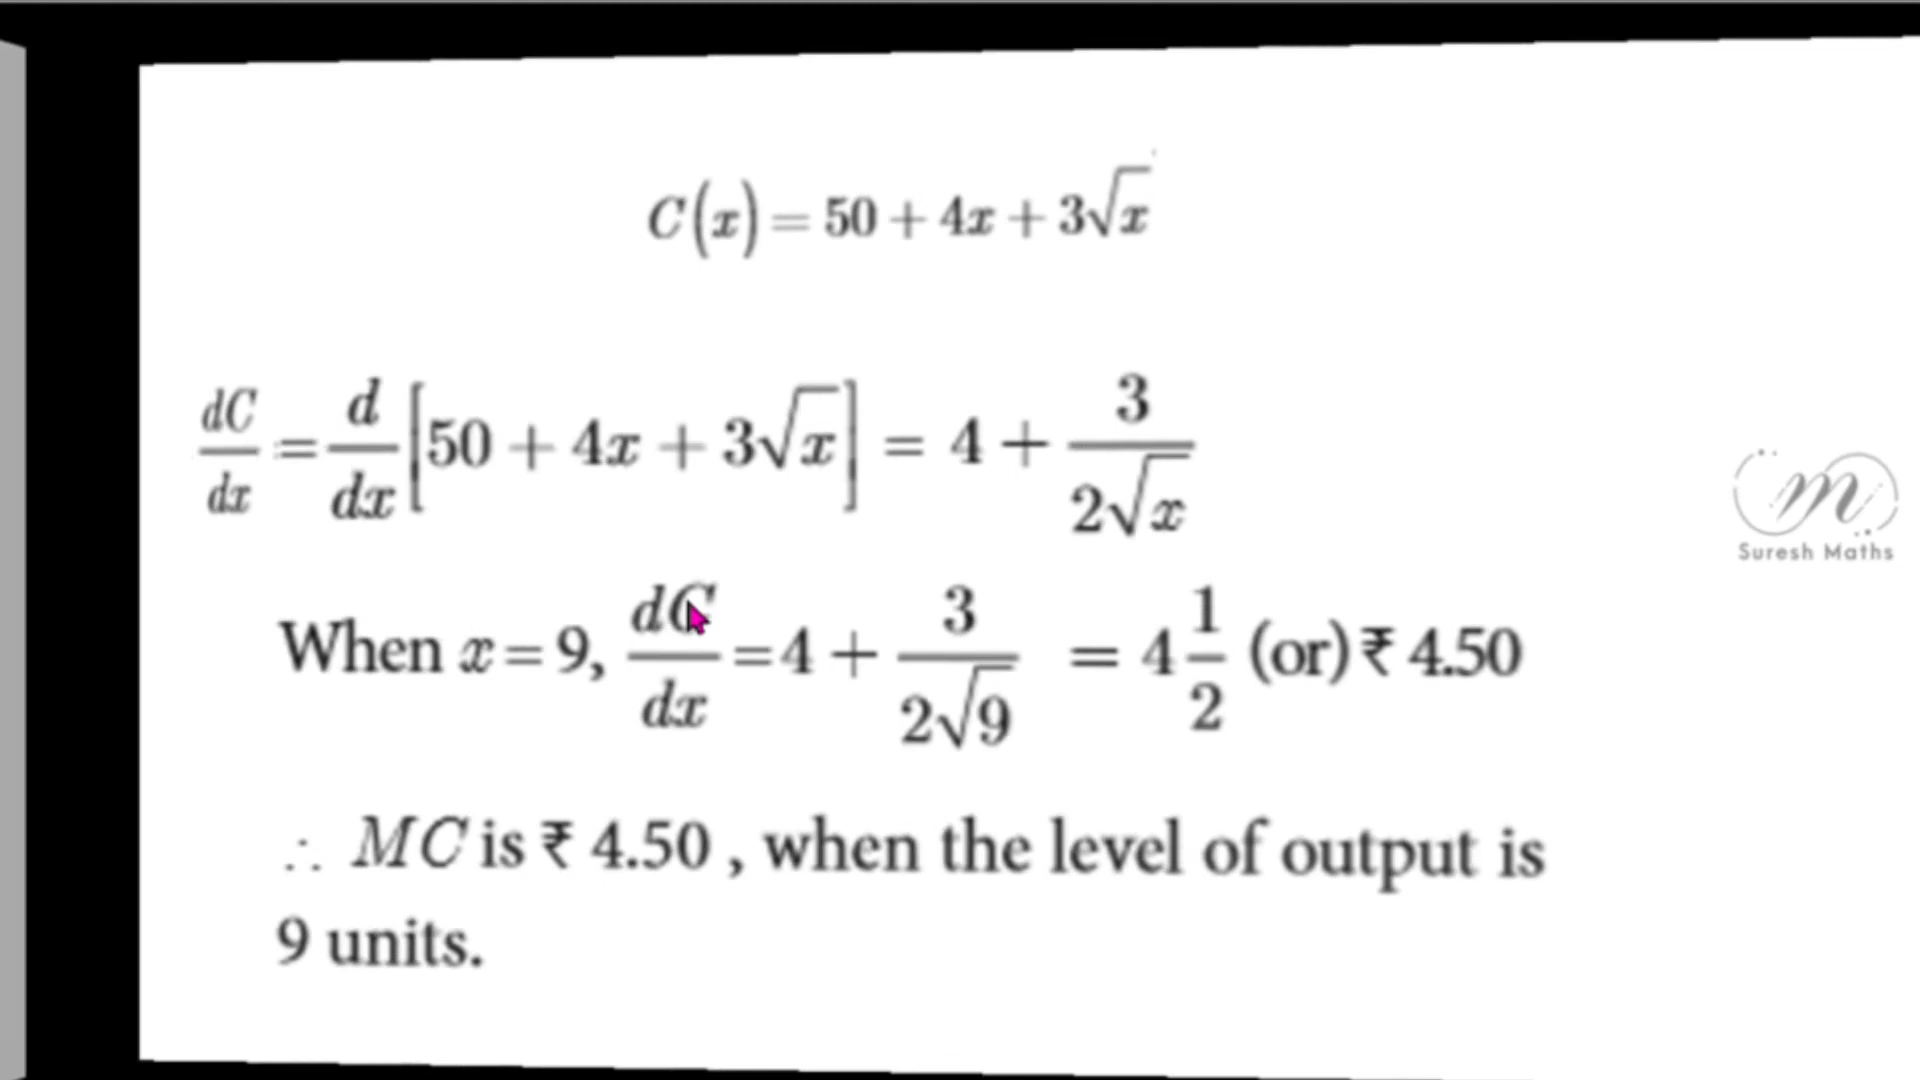 C(x) = 50 + 4x + 3√x
dC/dx = d/dx [50 + 4x + 3√x] = 4 + 3/(2√x)
When x = 9, dC/dx = 4 + 3/(2√9) = 4 1/2 (or) ₹ 4.50
∴ MC is ₹ 4.50 , when the level of output is
9 units.
m
Suresh Maths